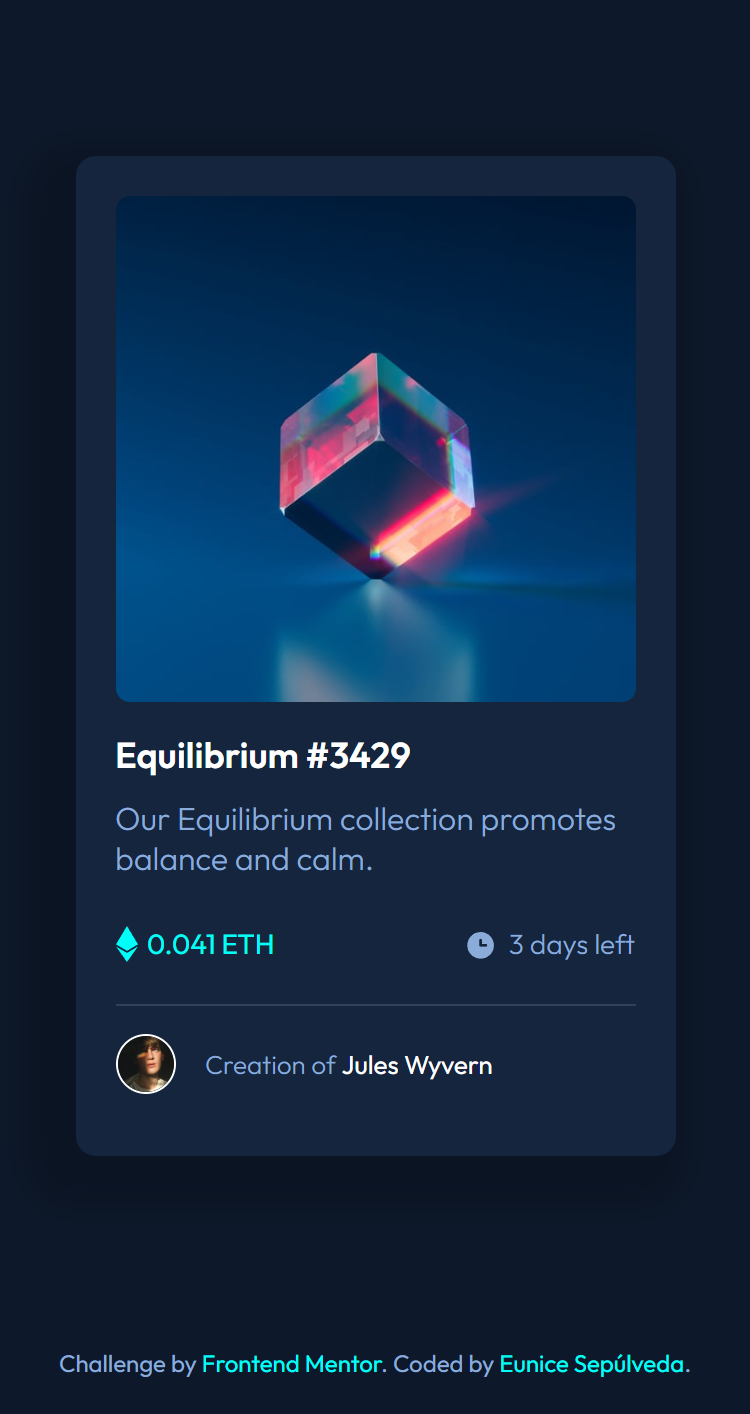 Equilibrium #3429
Our Equilibrium collection promotes
balance and calm.
0.041 ETH
3 days left
Creation of Jules Wyvern
Challenge by Frontend Mentor. Coded by Eunice Sepúlveda.